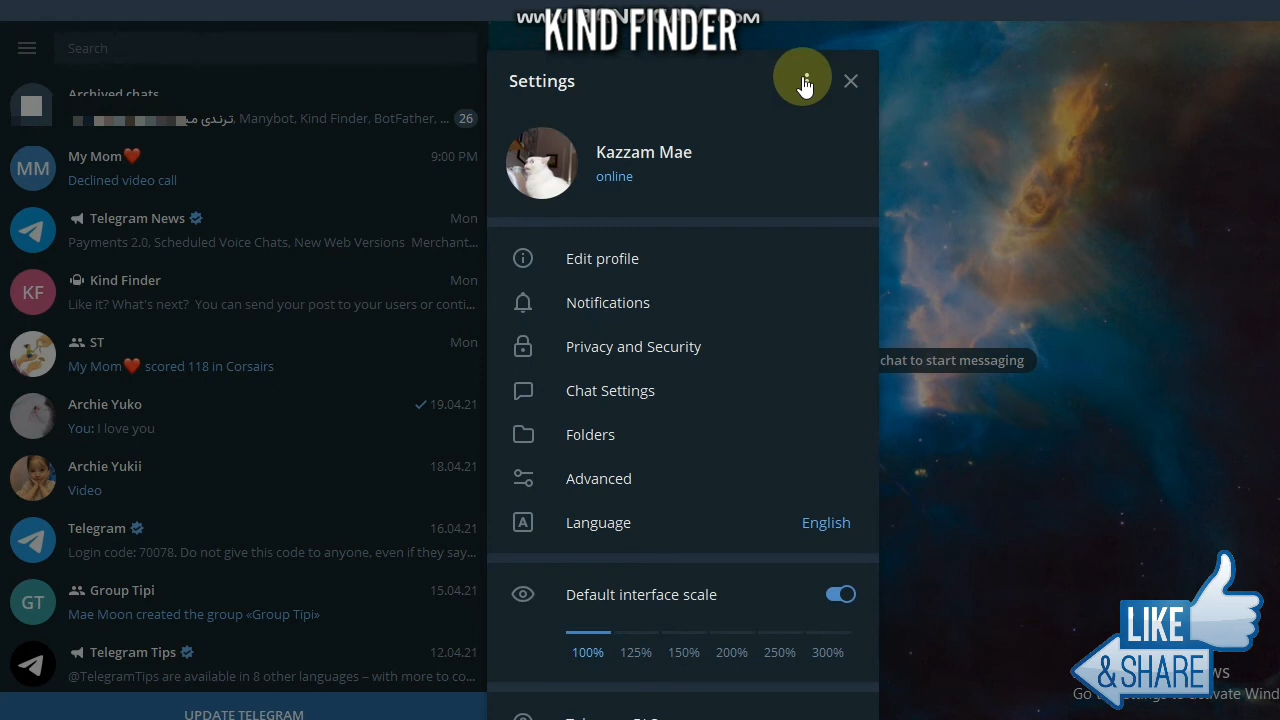 KIND FINDER
Search
Settings
Archived chats
ترندی, Manybot, Kind Finder, BotFather, ...
26
Kazzam Mae
online
My Mom❤️
9:00 PM
Declined video call
Telegram News
Mon
Payments 2.0, Scheduled Voice Chats, New Web Versions Merchant...
Edit profile
Notifications
Privacy and Security
Chat Settings
Folders
Advanced
Language
English
Default interface scale
100%
125%
150%
200%
250%
300%
KF
Kind Finder
Mon
Like it? What's next? You can send your post to your users or conti...
ST
Mon
My Mom❤️ scored 118 in Corsairs
chat to start messaging
Archie Yuko
19.04.21
You: I love you
Archie Yukii
18.04.21
Video
Telegram
16.04.21
Login code: 70078. Do not give this code to anyone, even if they say...
GT
Group Tipi
15.04.21
Mae Moon created the group «Group Tipi»
Telegram Tips
12.04.21
@TelegramTips are available in 8 other languages – with more to co...
UPDATE TELEGRAM
MM
LIKE
& SHARE